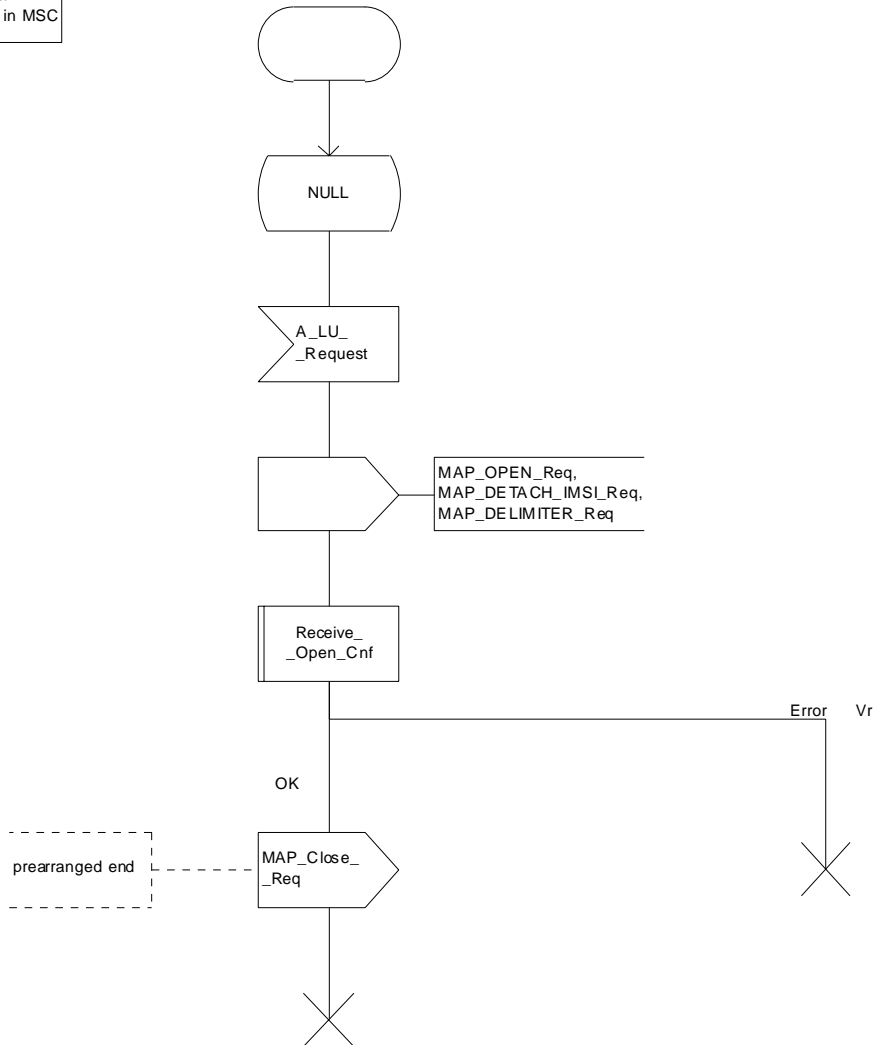 in MSC
NULL
A_LU_
_Request
MAP_OPEN_Req,
MAP_DETACH_IMSI_Req,
MAP_DELIMITER_Req
Receive_
_Open_Cnf
Error Vr
OK
prearranged end
MAP_Close_
_Req